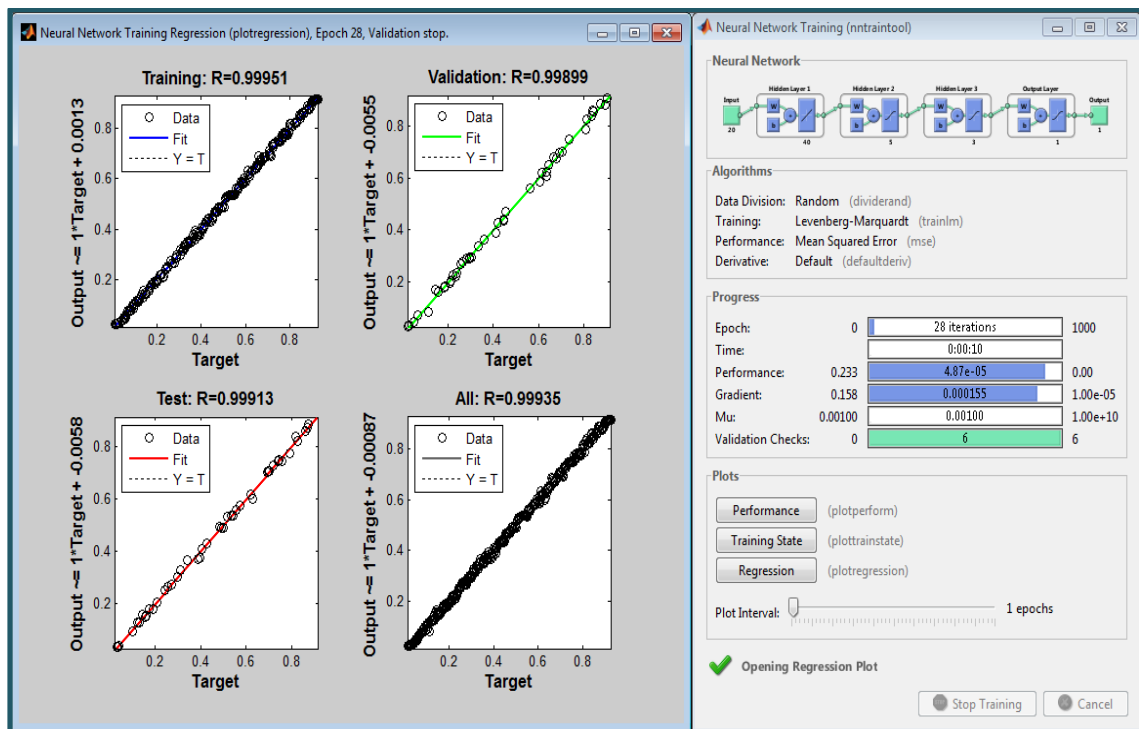 Neural Network Training Regression (plotregression), Epoch 28, Validation stop.
Training: R=0.99951
Output ~= 1*Target + 0.0013
0.8
0.6
0.4
0.2
Data
Fit
Y = T
0.2 0.4 0.6 0.8
Target
Validation: R=0.99899
Output ~= 1*Target + -0.0055
0.8
0.6
0.4
0.2
Data
Fit
Y = T
0.2 0.4 0.6 0.8
Target
Test: R=0.99913
Output ~= 1*Target + -0.0058
0.8
0.6
0.4
0.2
Data
Fit
Y = T
0.2 0.4 0.6 0.8
Target
All: R=0.99935
Output ~= 1*Target + -0.00087
0.8
0.6
0.4
0.2
Data
Fit
Y = T
0.2 0.4 0.6 0.8
Target
Neural Network Training (nntraintool)
Neural Network
Hidden Layer 1 Hidden Layer 2 Hidden Layer 3 Output Layer
Input Output
W W W W
b b b b
20 40 5 3 1 1
Algorithms
Data Division: Random (dividerand)
Training: Levenberg-Marquardt (trainlm)
Performance: Mean Squared Error (mse)
Derivative: Default (defaultderiv)
Progress
Epoch: 0 28 iterations 1000
Time: 0:00:10
Performance: 0.233 4.87e-05 0.00
Gradient: 0.158 0.000155 1.00e-05
Mu: 0.00100 0.00100 1.00e+10
Validation Checks: 0 6 6
Plots
Performance (plotperform)
Training State (plottrainstate)
Regression (plotregression)
Plot Interval: 1 epochs
Opening Regression Plot
Stop Training Cancel